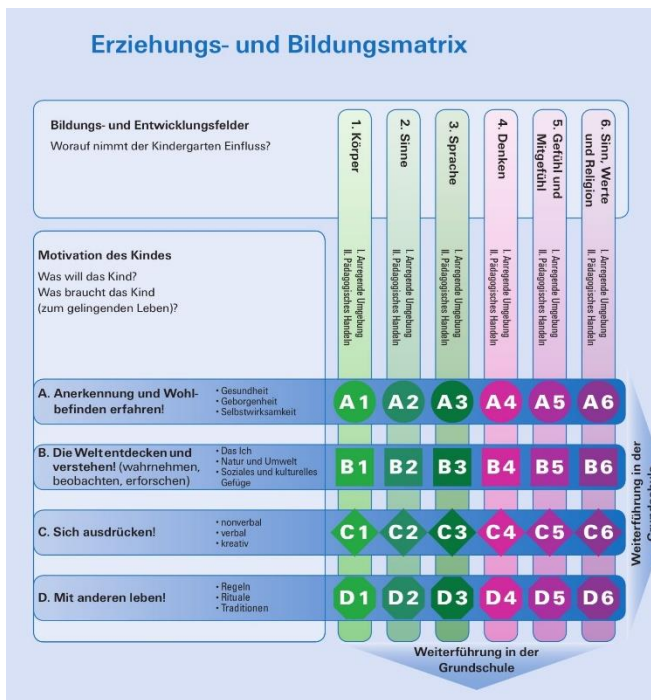 Erziehungs- und Bildungsmatrix
Bildungs- und Entwicklungsfelder
Worauf nimmt der Kindergarten Einfluss?
1. Körper
2. Sinne
3. Sprache
4. Denken
5. Gefühl und
Mitgefühl
6. Sinn, Werte
und Religion
Motivation des Kindes
Was will das Kind?
Was braucht das Kind
(zum gelingenden Leben)?
I. Anregende Umgebung
II. Pädagogisches Handeln
I. Anregende Umgebung
II. Pädagogisches Handeln
I. Anregende Umgebung
II. Pädagogisches Handeln
I. Anregende Umgebung
II. Pädagogisches Handeln
I. Anregende Umgebung
II. Pädagogisches Handeln
I. Anregende Umgebung
II. Pädagogisches Handeln
A. Anerkennung und Wohl-
befinden erfahren!
• Gesundheit
• Geborgenheit
• Selbstwirksamkeit
A1 A2 A3 A4 A5 A6
B. Die Welt entdecken und
verstehen! (wahrnehmen,
beobachten, erforschen)
• Das Ich
• Natur und Umwelt
• Soziales und kulturelles
Gefüge
B1 B2 B3 B4 B5 B6
C. Sich ausdrücken!
• nonverbal
• verbal
• kreativ
C1 C2 C3 C4 C5 C6
D. Mit anderen leben!
• Regeln
• Rituale
• Traditionen
D1 D2 D3 D4 D5 D6
Weiterführung in der
Grundschule
Weiterführung in der
Grundschule